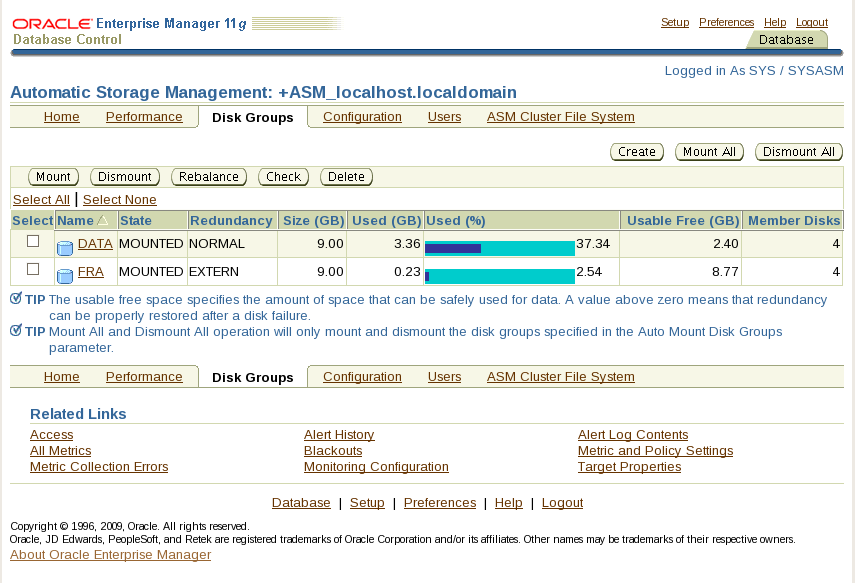 ORACLE Enterprise Manager 11g
Database Control
Setup Preferences Help Logout
Database
Logged in As SYS / SYSASM
Automatic Storage Management: +ASM_localhost.localdomain
Home Performance Disk Groups Configuration Users ASM Cluster File System
Create Mount All Dismount All
Mount Dismount Rebalance Check Delete
Select All | Select None
Select Name State Redundancy Size (GB) Used (GB) Used (%) Usable Free (GB) Member Disks
DATA MOUNTED NORMAL 9.00 3.36 37.34 2.40 4
FRA MOUNTED EXTERN 9.00 0.23 2.54 8.77 4
TIP The usable free space specifies the amount of space that can be safely used for data. A value above zero means that redundancy
can be properly restored after a disk failure.
TIP Mount All and Dismount All operation will only mount and dismount the disk groups specified in the Auto Mount Disk Groups
parameter.
Home Performance Disk Groups Configuration Users ASM Cluster File System
Related Links
Access Alert History Alert Log Contents
All Metrics Blackouts Metric and Policy Settings
Metric Collection Errors Monitoring Configuration Target Properties
Database | Setup | Preferences | Help | Logout
Copyright © 1996, 2009, Oracle. All rights reserved.
Oracle, JD Edwards, PeopleSoft, and Retek are registered trademarks of Oracle Corporation and/or its affiliates. Other names may be trademarks of their respective owners.
About Oracle Enterprise Manager